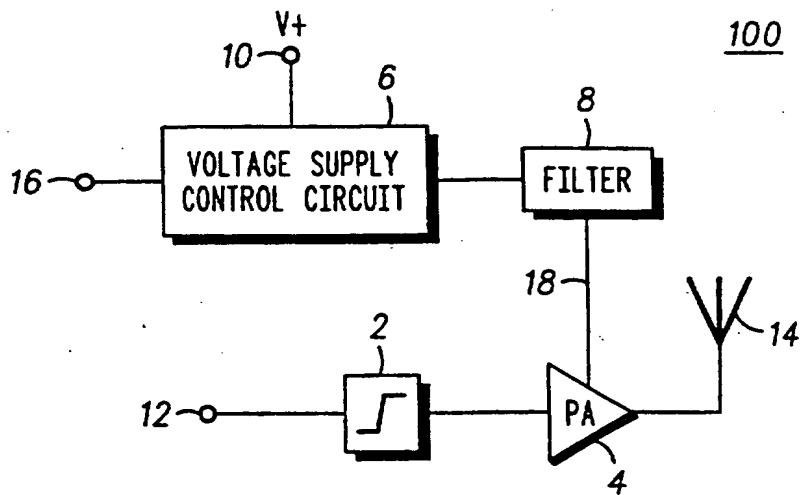 V+
100
10
6
8
16
VOLTAGE SUPPLY
CONTROL CIRCUIT
FILTER
18
14
2
12
PA
4